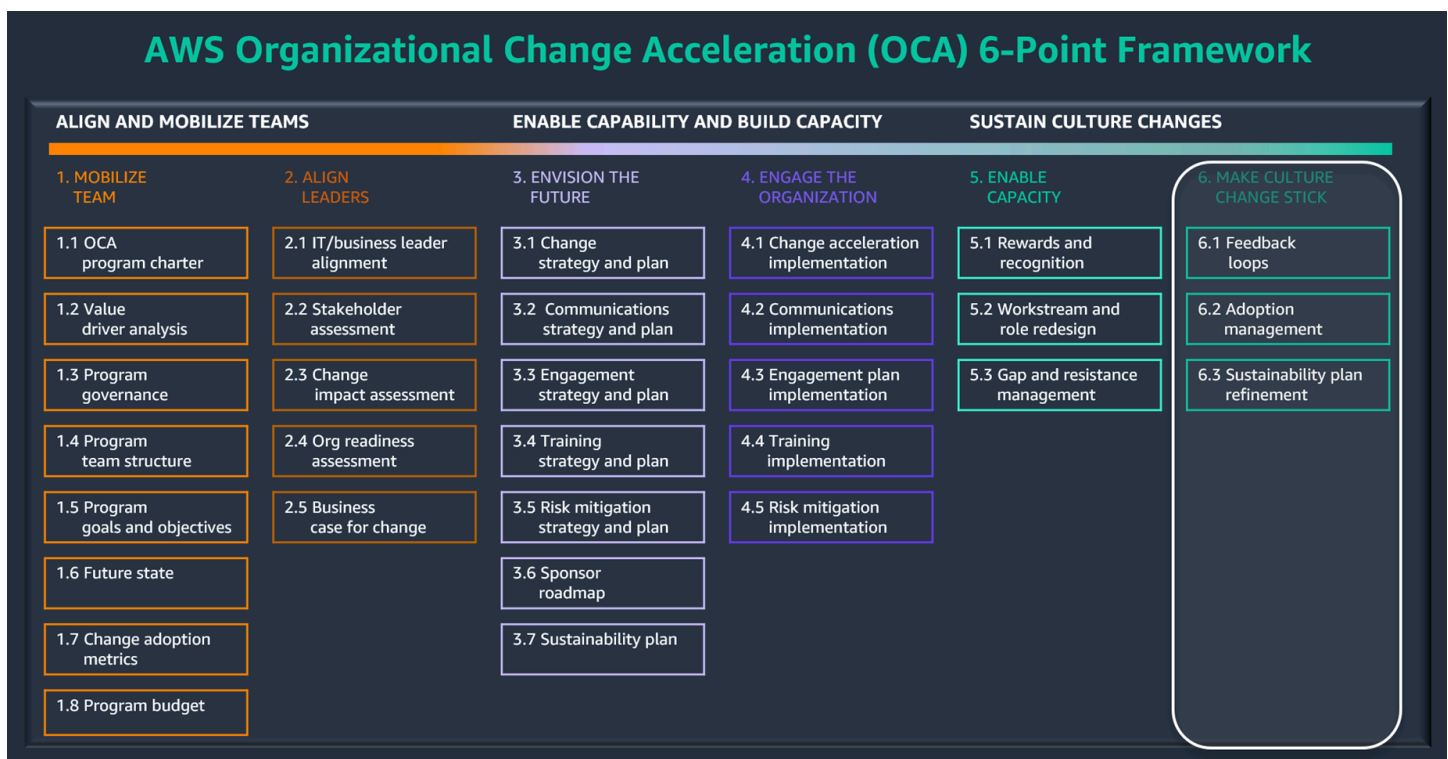 AWS Organizational Change Acceleration (OCA) 6-Point Framework
ALIGN AND MOBILIZE TEAMS
ENABLE CAPABILITY AND BUILD CAPACITY
SUSTAIN CULTURE CHANGES
1. MOBILIZE
TEAM
1.1 OCA
program charter
1.2 Value
driver analysis
1.3 Program
governance
1.4 Program
team structure
1.5 Program
goals and objectives
1.6 Future state
1.7 Change adoption
metrics
1.8 Program budget
2. ALIGN
LEADERS
2.1 IT/business leader
alignment
2.2 Stakeholder
assessment
2.3 Change
impact assessment
2.4 Org readiness
assessment
2.5 Business
case for change
3. ENVISION THE
FUTURE
3.1 Change
strategy and plan
3.2 Communications
strategy and plan
3.3 Engagement
strategy and plan
3.4 Training
strategy and plan
3.5 Risk mitigation
strategy and plan
3.6 Sponsor
roadmap
3.7 Sustainability plan
4. ENGAGE THE
ORGANIZATION
4.1 Change acceleration
implementation
4.2 Communications
implementation
4.3 Engagement plan
implementation
4.4 Training
implementation
4.5 Risk mitigation
implementation
5. ENABLE
CAPACITY
5.1 Rewards and
recognition
5.2 Workstream and
role redesign
5.3 Gap and resistance
management
6. MAKE CULTURE
CHANGE STICK
6.1 Feedback
loops
6.2 Adoption
management
6.3 Sustainability plan
refinement